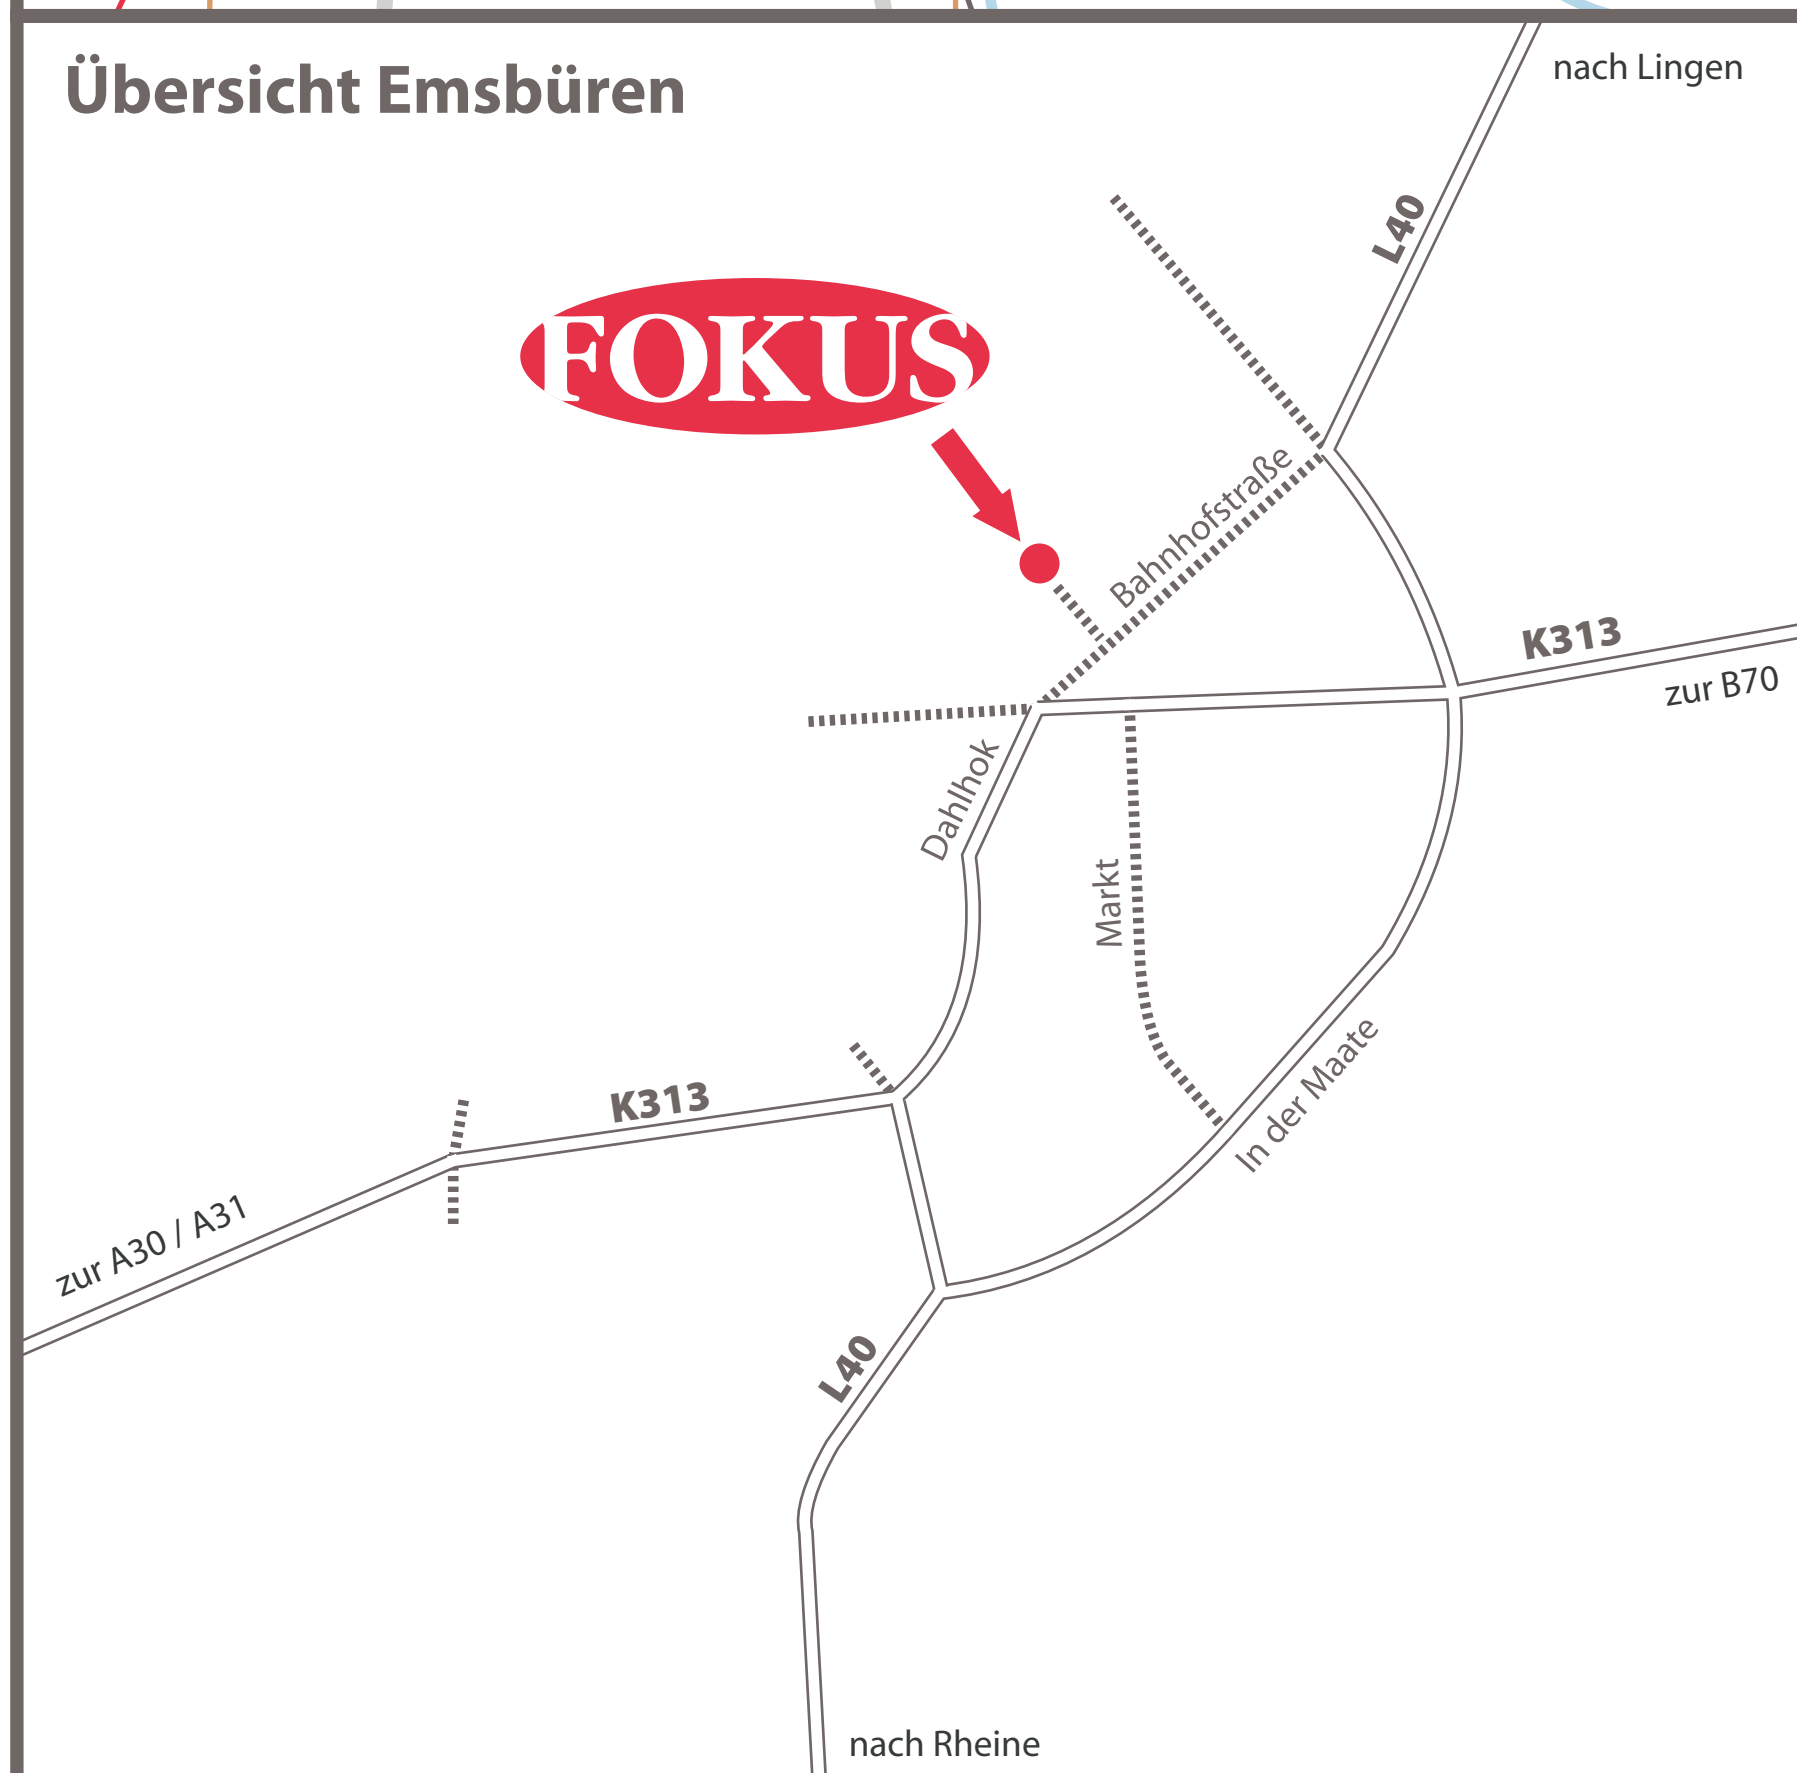 Übersicht Emsbüren
nach Lingen
L40
FOKUS
Bahnhofstraße
K313
zur B70
Dahlhok
Markt
In der Maate
K313
zur A30 / A31
L40
nach Rheine